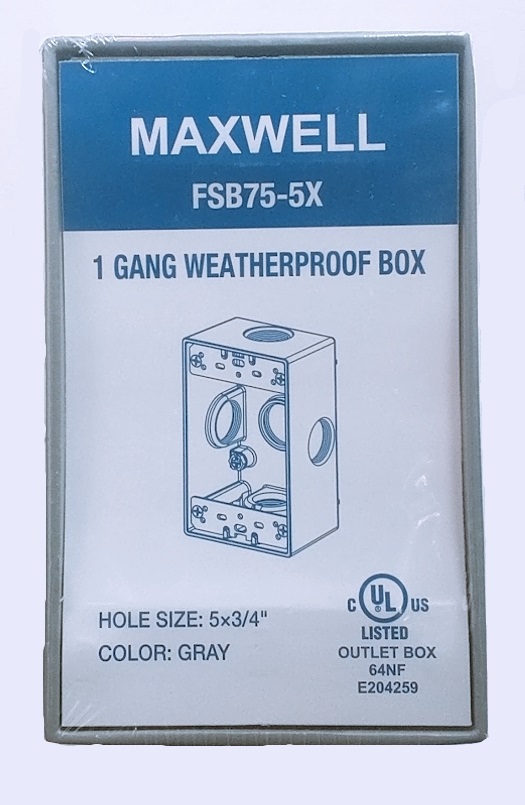 MAXWELL
FSB75-5X
1 GANG WEATHERPROOF BOX
HOLE SIZE: 5×3/4"
COLOR: GRAY
C UL US
LISTED
OUTLET BOX
64NF
E204259